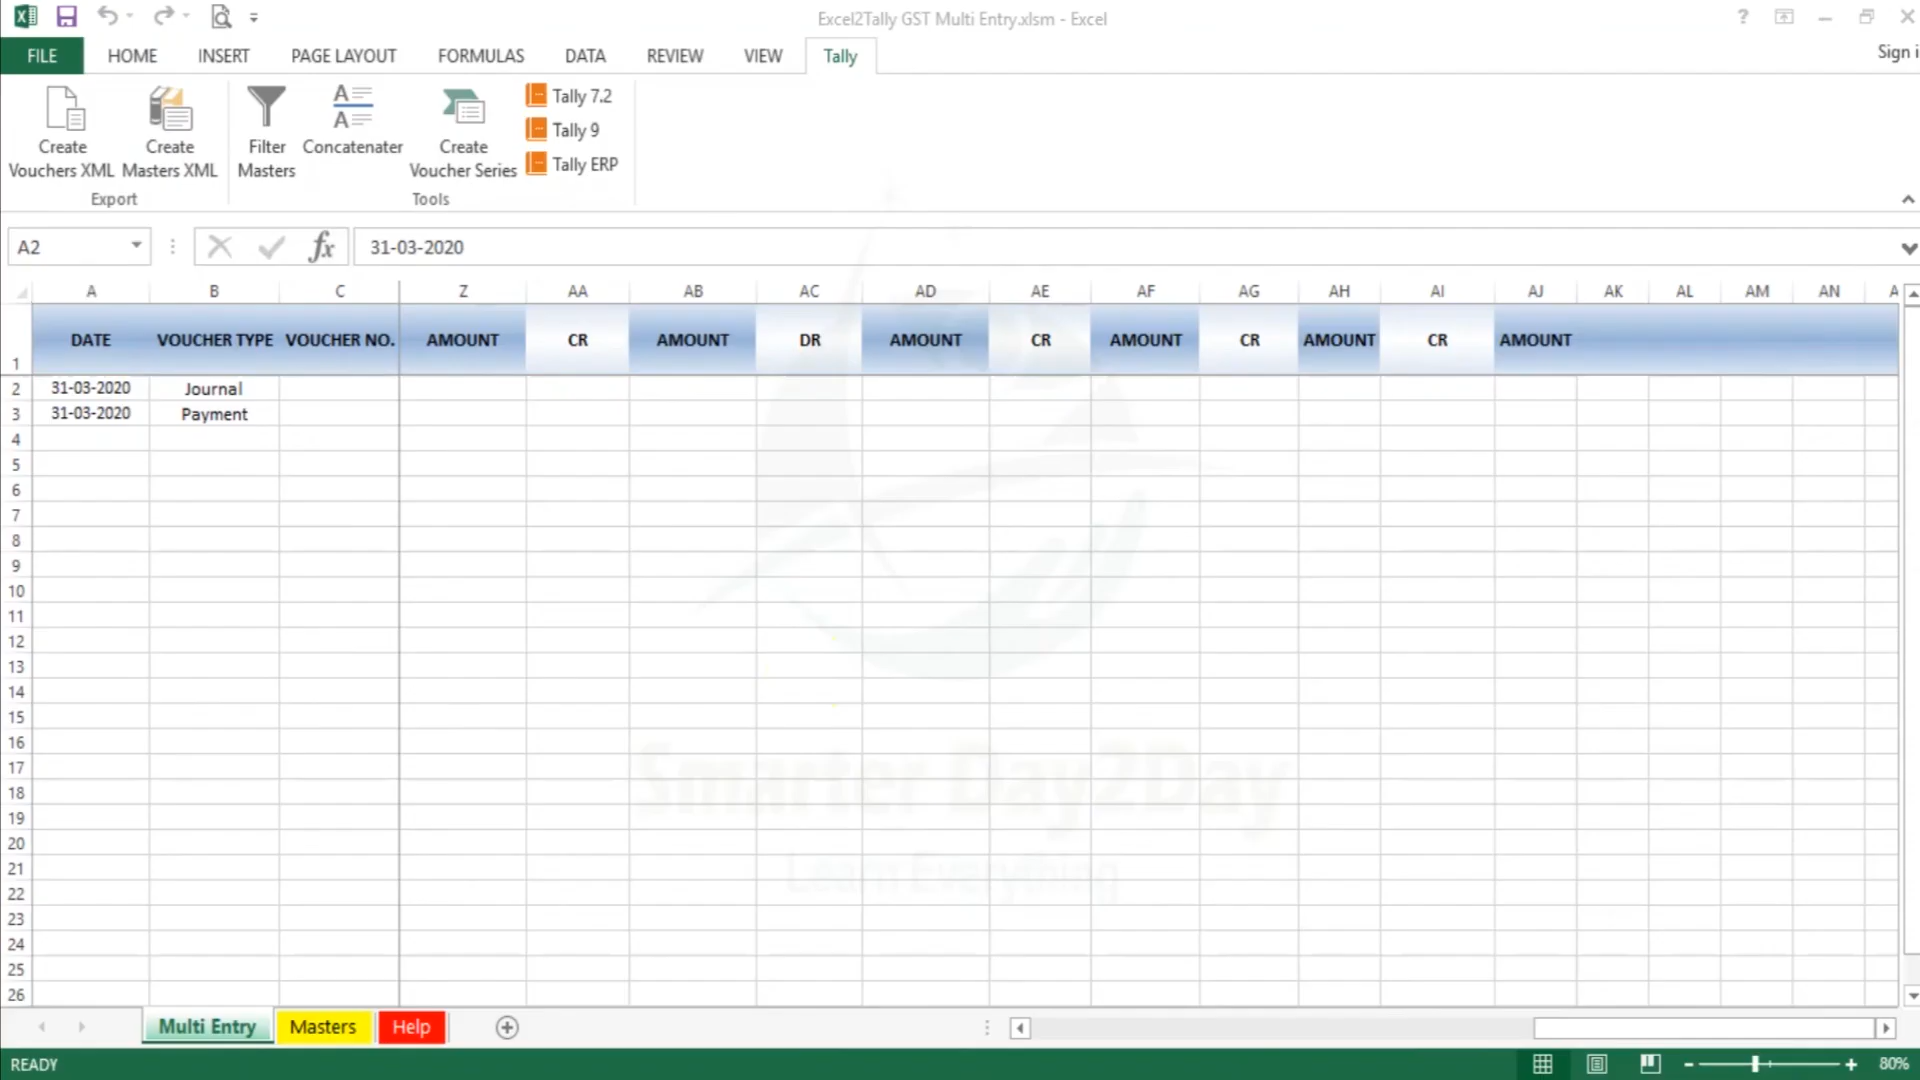 Excel2Tally GST Multi Entry.xlsm - Excel
?
FILE HOME INSERT PAGE LAYOUT FORMULAS DATA REVIEW VIEW Tally
Sign i
Create Vouchers XML
Create Masters XML
Export
Filter Masters
Concatenater
Create Voucher Series
Tally 7.2
Tally 9
Tally ERP
Tools
A2 fx 31-03-2020
A B C Z AA AB AC AD AE AF AG AH AI AJ AK AL AM AN A
1 DATE VOUCHER TYPE VOUCHER NO. AMOUNT CR AMOUNT DR AMOUNT CR AMOUNT CR AMOUNT CR AMOUNT
2 31-03-2020 Journal
3 31-03-2020 Payment
4
5
6
7
8
9
10
11
12
13
14
15
16
17
Smarter Day2Day
18
19
20
21
Learn Everything
22
23
24
25
26
Multi Entry Masters Help
READY 80%